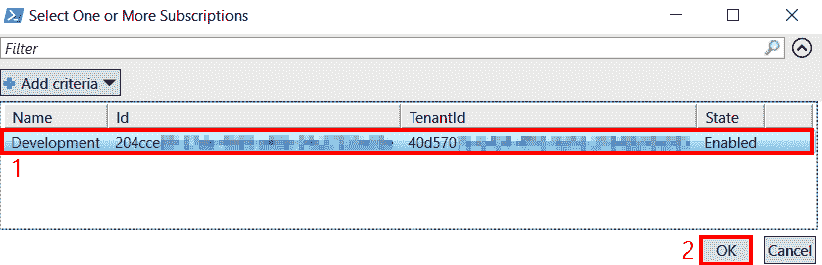 Select One or More Subscriptions
Filter
Add criteria
Name Id TenantId State
Development 204cce 40d570 Enabled
1
2 OK Cancel